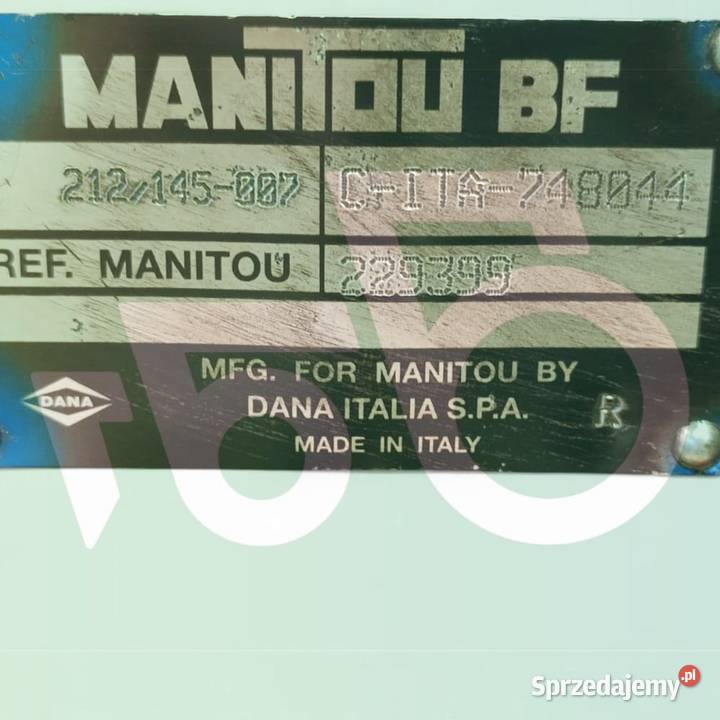 MANITOU BF
212/145-007 C-ITA-748044
REF. MANITOU 229399
MFG. FOR MANITOU BY
DANA DANA ITALIA S.P.A. R
MADE IN ITALY
Sprzedajemy.pl